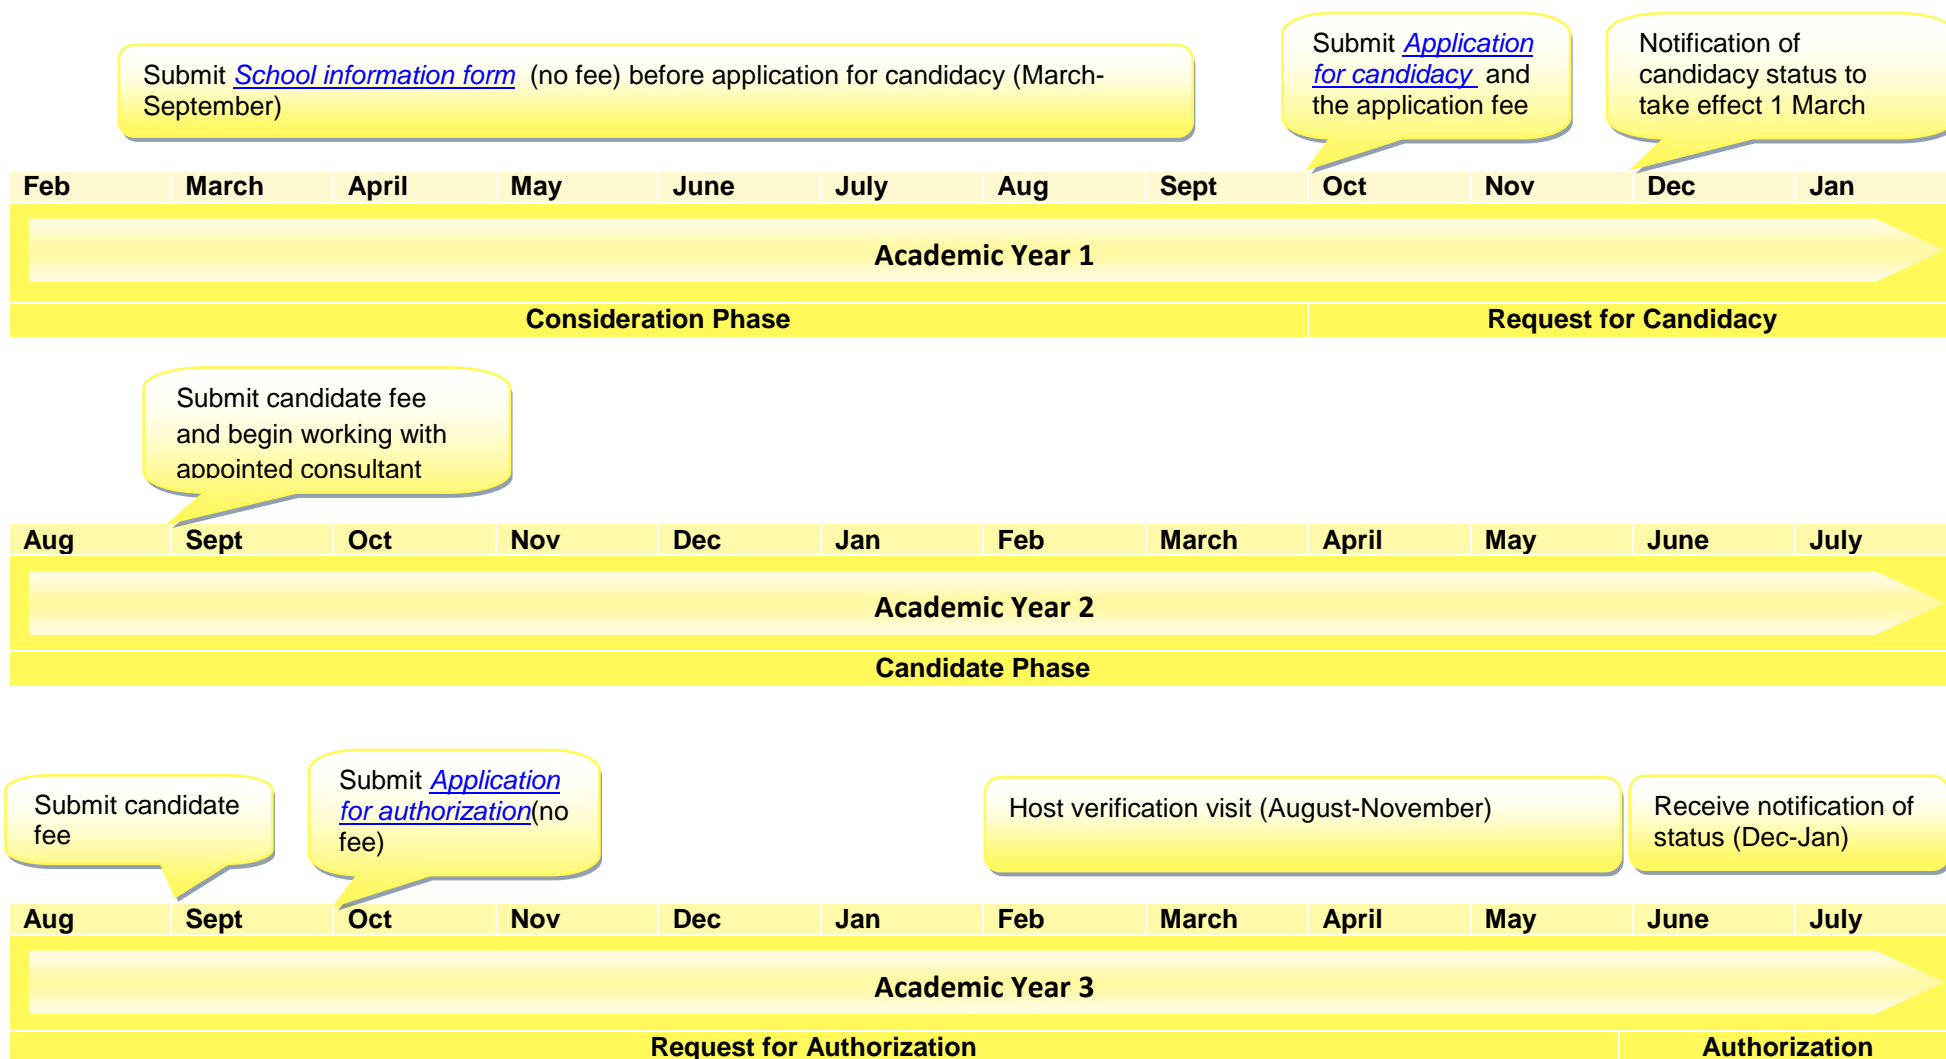 Submit School information form (no fee) before application for candidacy (March-
September)
Submit Application
for candidacy and
the application fee
Notification of
candidacy status to
take effect 1 March
Feb March April May June July Aug Sept Oct Nov Dec Jan
Academic Year 1
Consideration Phase Request for Candidacy
Submit candidate fee
and begin working with
appointed consultant
Aug Sept Oct Nov Dec Jan Feb March April May June July
Academic Year 2
Candidate Phase
Submit candidate
fee
Submit Application
for authorization(no
fee)
Host verification visit (August-November)
Receive notification of
status (Dec-Jan)
Aug Sept Oct Nov Dec Jan Feb March April May June July
Academic Year 3
Request for Authorization Authorization